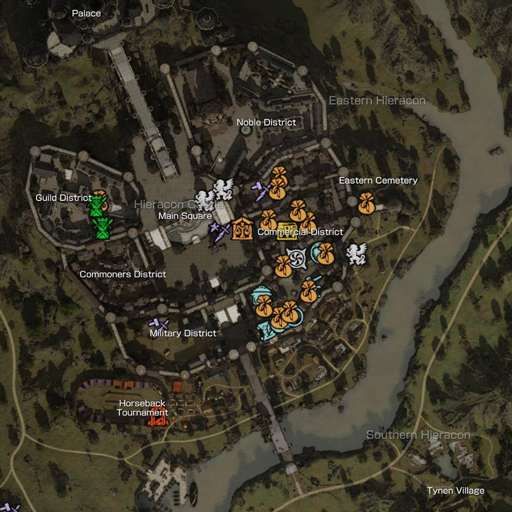 Palace
Eastern Hieracon
Noble District
Eastern Cemetery
Guild District
Hieracon
Main Square
Commercial District
Commoners District
Military District
Horseback
Tournament
Southern Hieracon
Tynen Village